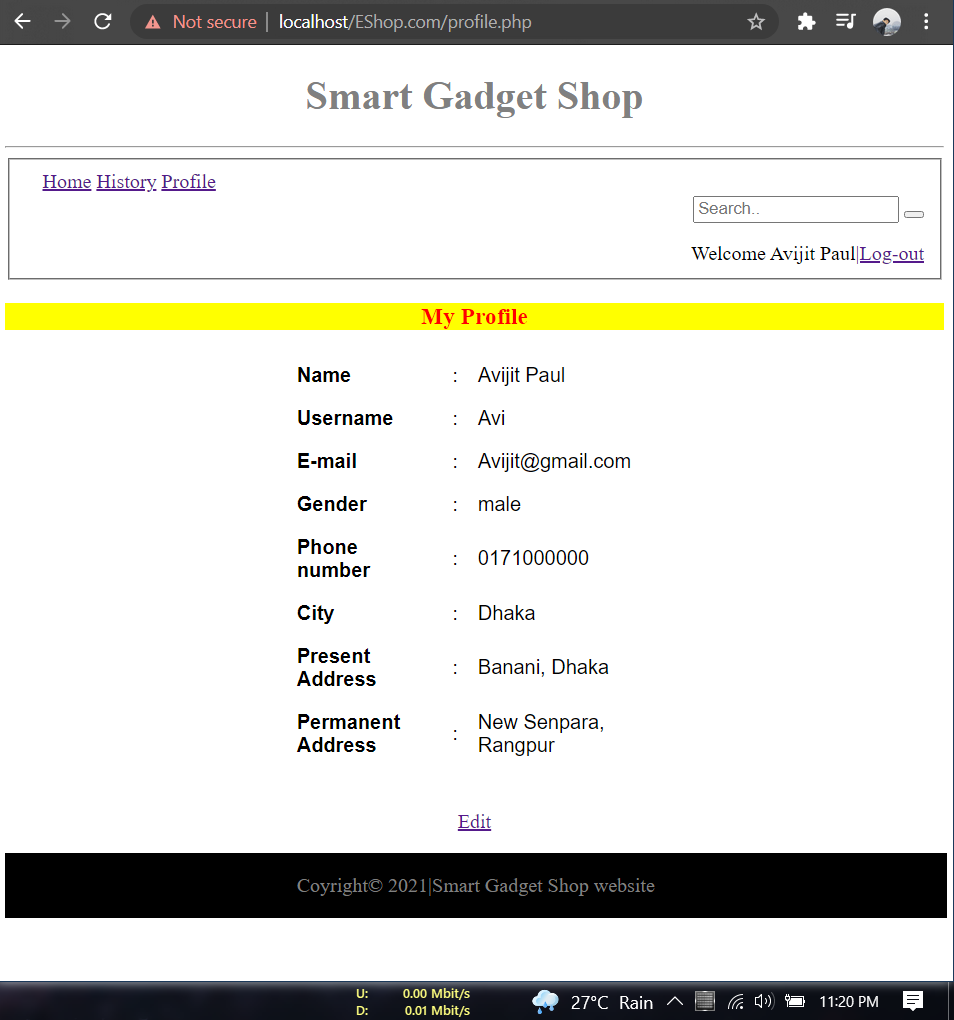 Not secure | localhost/EShop.com/profile.php
Smart Gadget Shop
Home History Profile
Search..
Welcome Avijit Paul|Log-out
My Profile
Name : Avijit Paul
Username : Avi
E-mail : Avijit@gmail.com
Gender : male
Phone
number : 0171000000
City : Dhaka
Present
Address : Banani, Dhaka
Permanent
Address : New Senpara,
Rangpur
Edit
Coyright© 2021|Smart Gadget Shop website
U: 0.00 Mbit/s
D: 0.01 Mbit/s
27°C Rain
11:20 PM